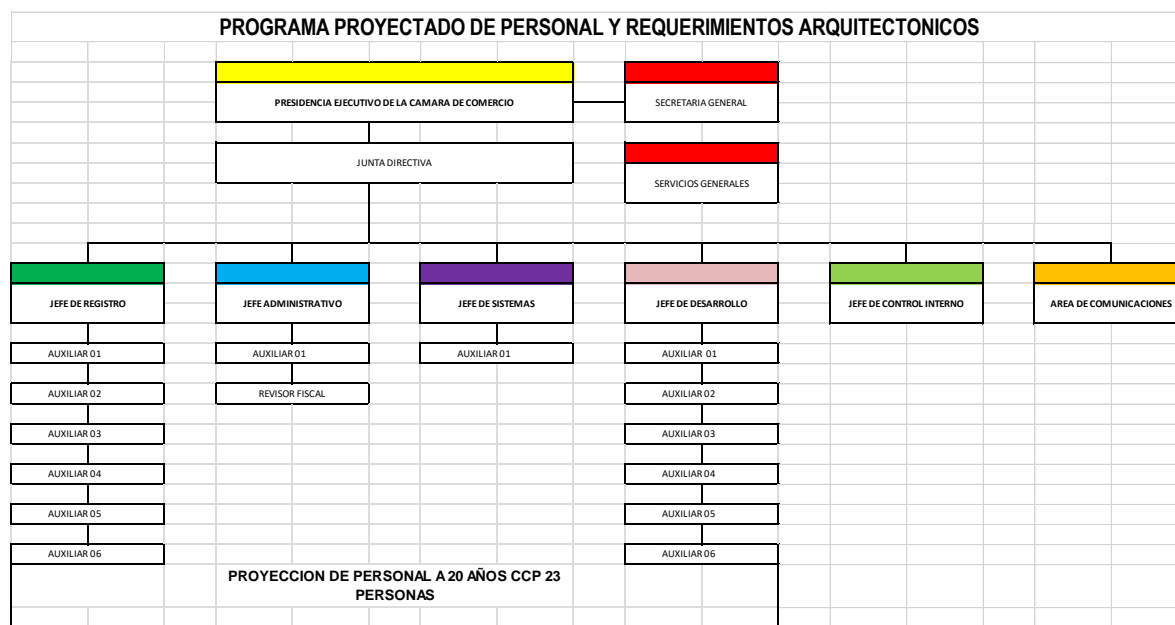 PROGRAMA PROYECTADO DE PERSONAL Y REQUERIMIENTOS ARQUITECTONICOS
PRESIDENCIA EJECUTIVO DE LA CAMARA DE COMERCIO
SECRETARIA GENERAL
JUNTA DIRECTIVA
SERVICIOS GENERALES
JEFE DE REGISTRO
JEFE ADMINISTRATIVO
JEFE DE SISTEMAS
JEFE DE DESARROLLO
JEFE DE CONTROL INTERNO
AREA DE COMUNICACIONES
AUXILIAR 01
AUXILIAR 01
AUXILIAR 01
AUXILIAR 01
AUXILIAR 02
REVISOR FISCAL
AUXILIAR 02
AUXILIAR 03
AUXILIAR 03
AUXILIAR 04
AUXILIAR 04
AUXILIAR 05
AUXILIAR 05
AUXILIAR 06
AUXILIAR 06
PROYECCION DE PERSONAL A 20 AÑOS CCP 23
PERSONAS